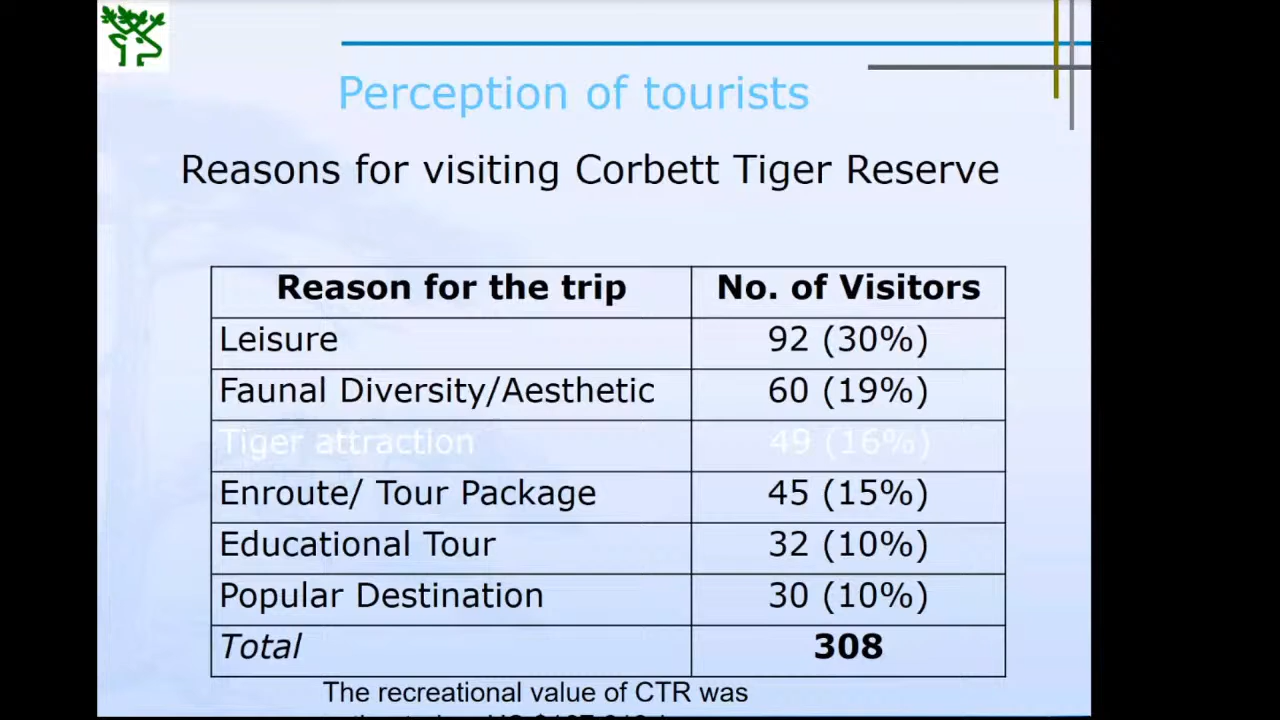 Perception of tourists
Reasons for visiting Corbett Tiger Reserve
Reason for the trip No. of Visitors
Leisure 92 (30%)
Faunal Diversity/Aesthetic 60 (19%)
Tiger attraction 49 (16%)
Enroute/ Tour Package 45 (15%)
Educational Tour 32 (10%)
Popular Destination 30 (10%)
Total 308
The recreational value of CTR was